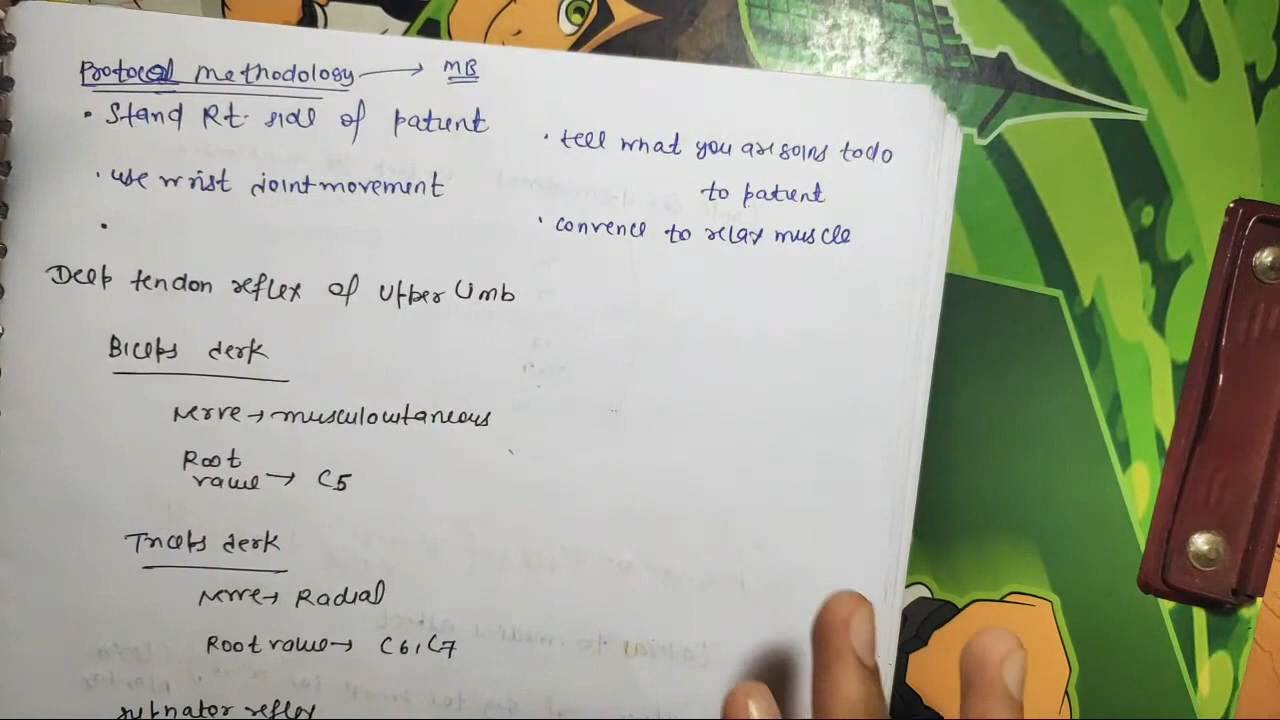 Protocol methodology → MB
• Stand Rt. side of patient
• use wrist joint movement
•
• tell what you are going to do
to patient
• convence to relax muscle
Deep tendon reflex of Upper limb
Biceps jerk
Nerve → musculocutaneous
Root
value → C5
Triceps jerk
Nerve → Radial
Root value → C6, C7
supinator reflex